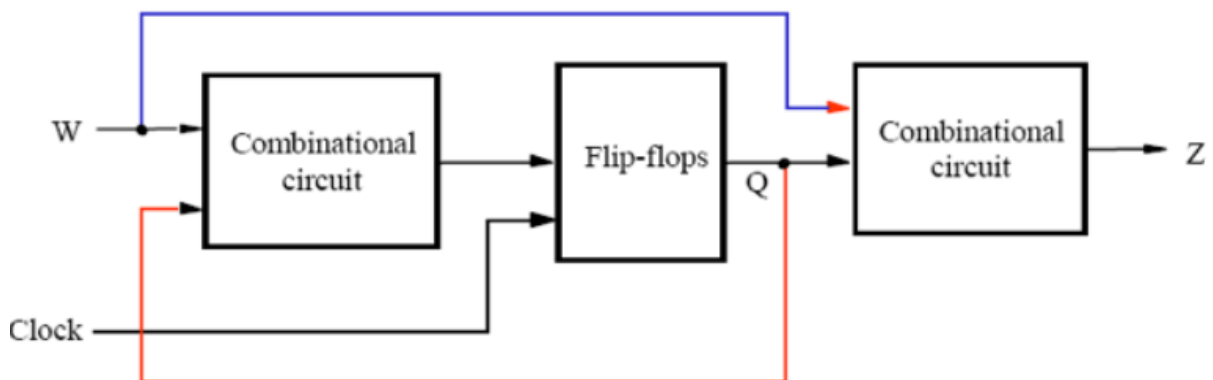 W
Combinational
circuit
Flip-flops
Q
Combinational
circuit
Z
Clock